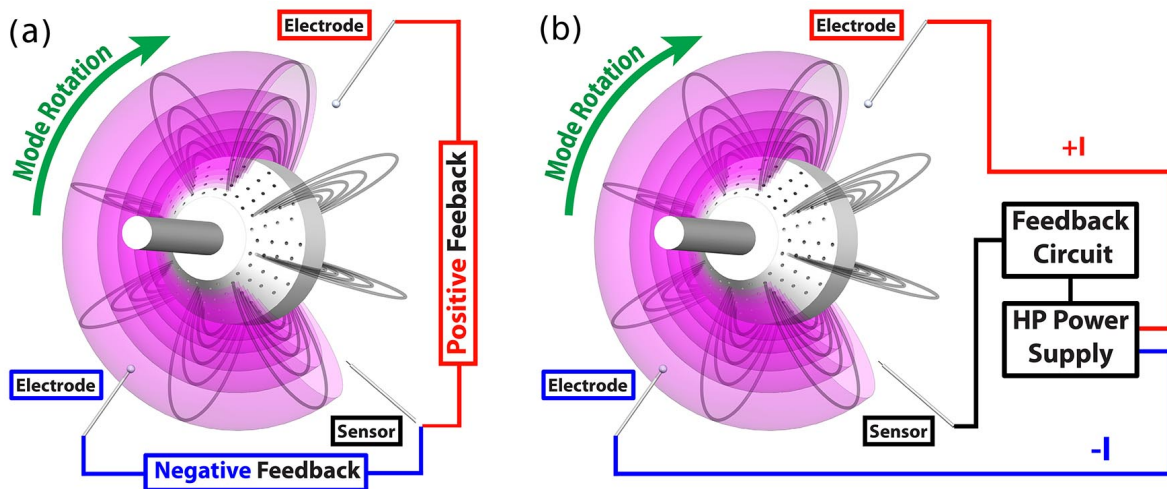 (a)
Mode Rotation
Electrode
Positive Feeback
Electrode
Sensor
Negative Feedback
(b)
Mode Rotation
Electrode
+I
Feedback
Circuit
HP Power
Supply
Electrode
Sensor
-I